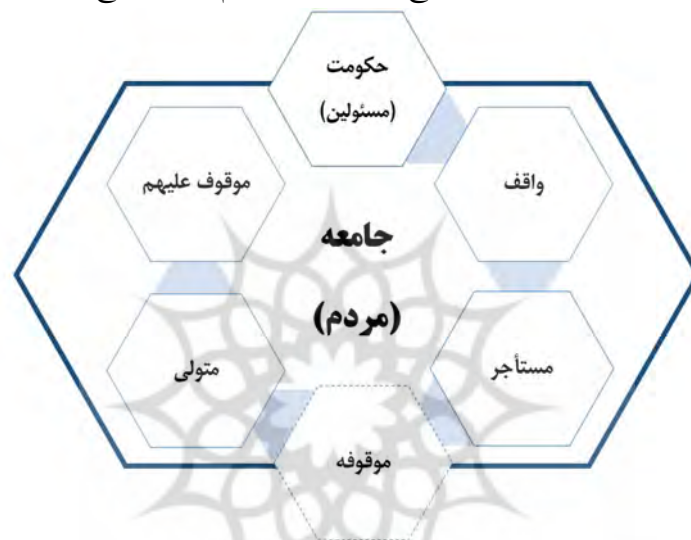 حکومت
(مسئولین)
موقوف علیهم
واقف
جامعه
(مردم)
متولی
مستأجر
موقوفه